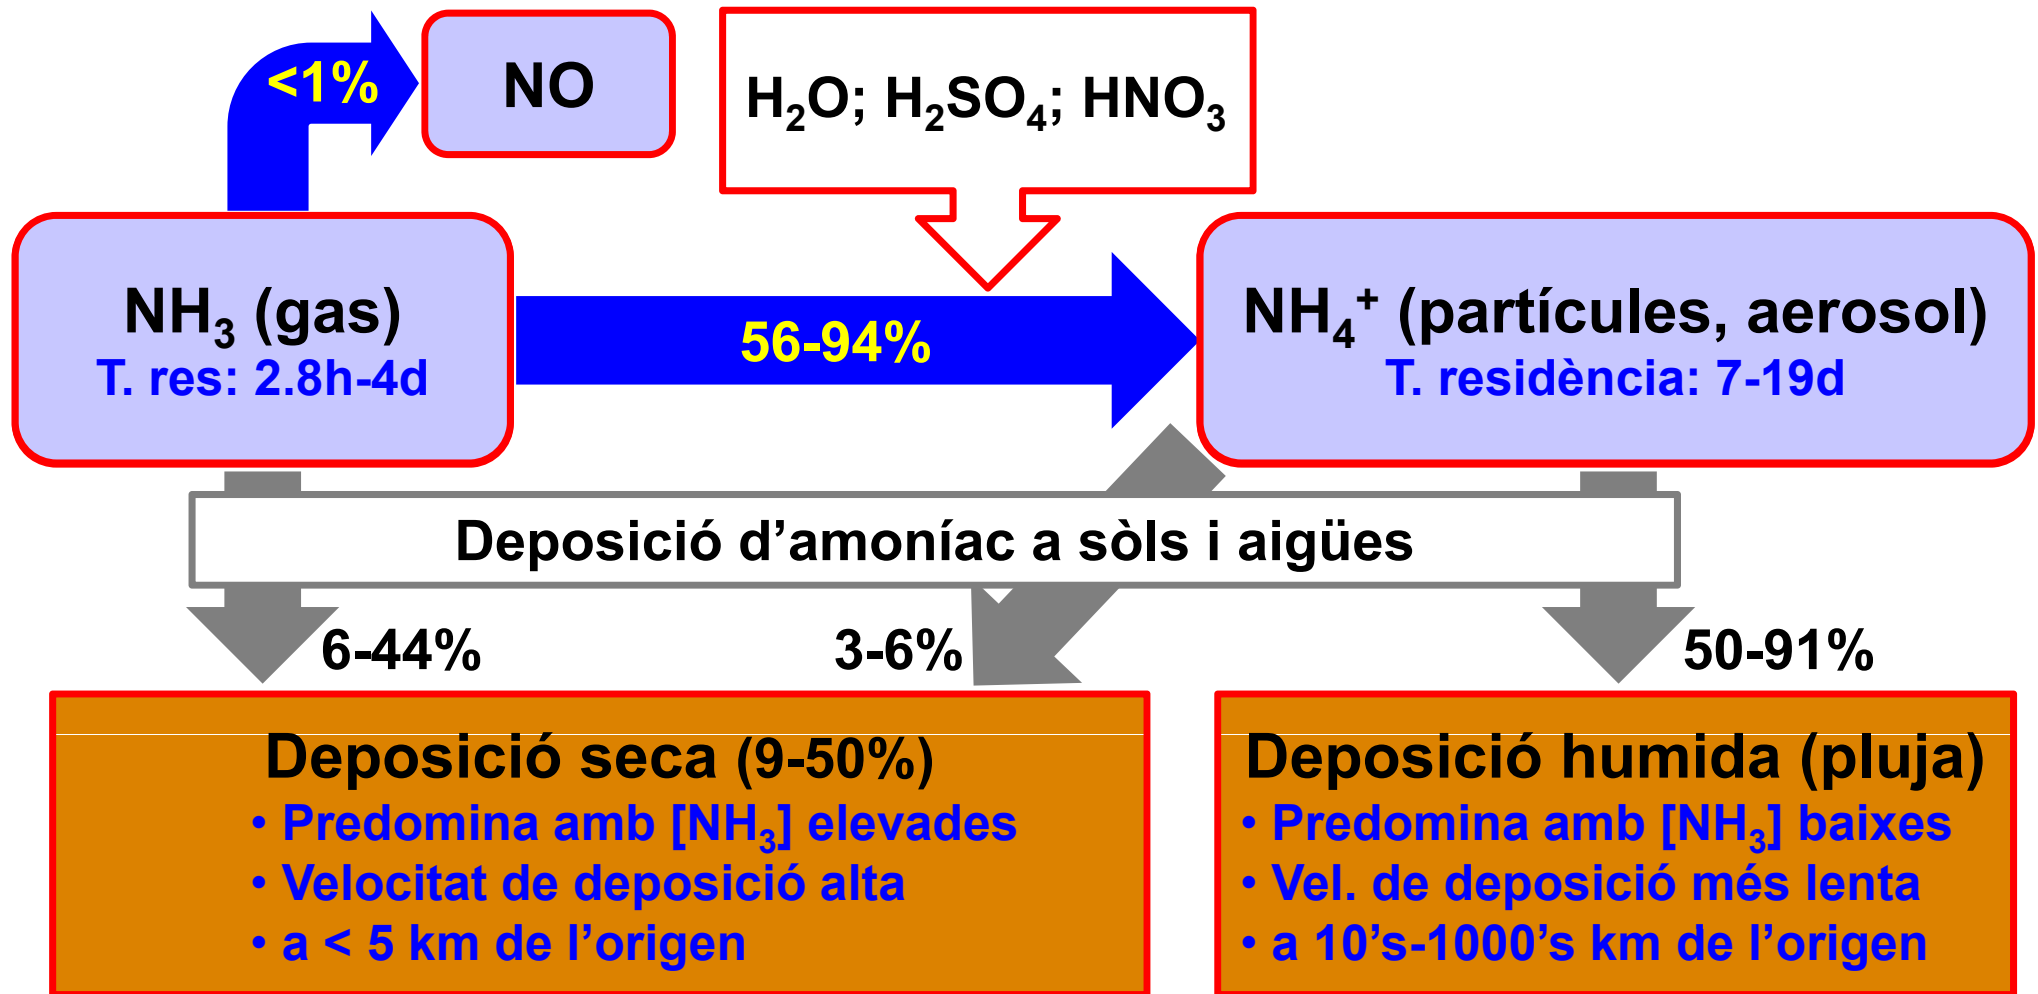 <1%
NO
H₂O; H₂SO₄; HNO₃
NH₃ (gas)
T. res: 2.8h-4d
56-94%
NH₄⁺ (partícules, aerosol)
T. residència: 7-19d
Deposició d’amoníac a sòls i aigües
6-44%
3-6%
50-91%
Deposició seca (9-50%)
• Predomina amb [NH₃] elevades
• Velocitat de deposició alta
• a < 5 km de l’origen
Deposició humida (pluja)
• Predomina amb [NH₃] baixes
• Vel. de deposició més lenta
• a 10’s-1000’s km de l’origen